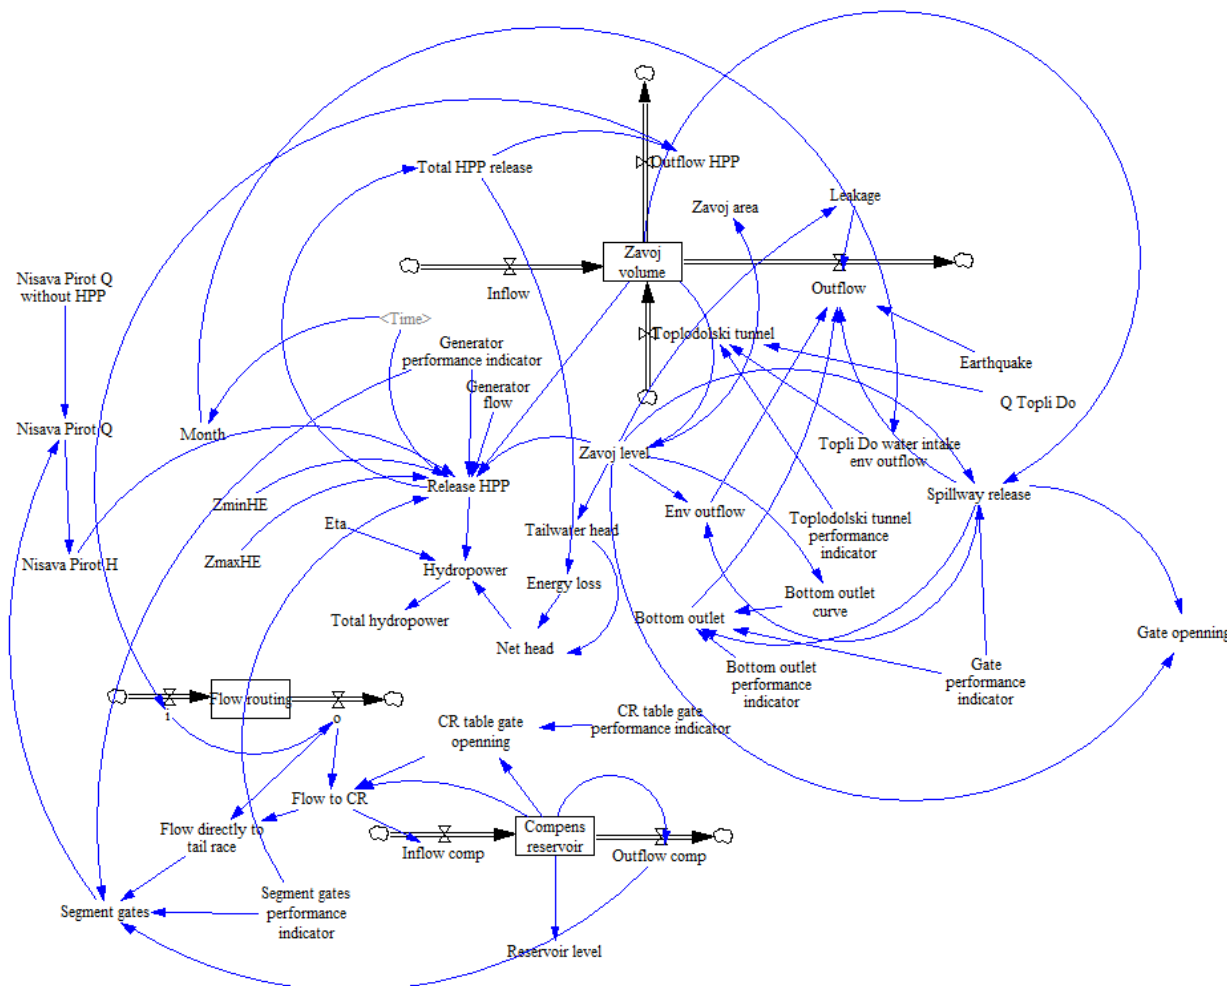 Outflow HPP
Total HPP release
Leakage
Zavoj area
Zavoj
volume
Inflow
Outflow
Nisava Pirot Q
without HPP
<Time>
Toplodolski tunnel
Generator
performance indicator
Earthquake
Generator
flow
Q Topli Do
Nisava Pirot Q
Month
Zavoj level
Topli Do water intake
env outflow
Release HPP
Spillway release
ZminHE
Env outflow
Eta
Tailwater head
Toplodolski tunnel
performance
indicator
Nisava Pirot H
ZmaxHE
Hydropower
Energy loss
Bottom outlet
curve
Total hydropower
Bottom outlet
Net head
Gate openning
Bottom outlet
performance
indicator
Gate
performance
indicator
Flow routing
i
o
CR table gate
openning
CR table gate
performance indicator
Flow to CR
Flow directly to
tail race
Inflow comp
Compens
reservoir
Outflow comp
Segment gates
Segment gates
performance
indicator
Reservoir level